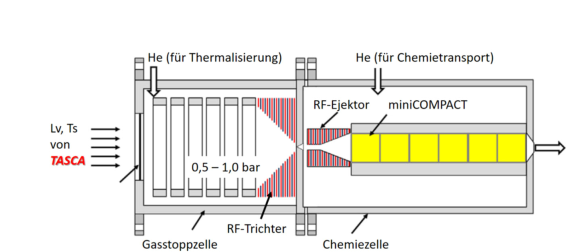 He (für Thermalisierung)
He (für Chemietransport)
RF-Ejektor
miniCOMPACT
Lv, Ts
von
TASCA
0,5 – 1,0 bar
RF-Trichter
Gasstoppzelle
Chemiezelle